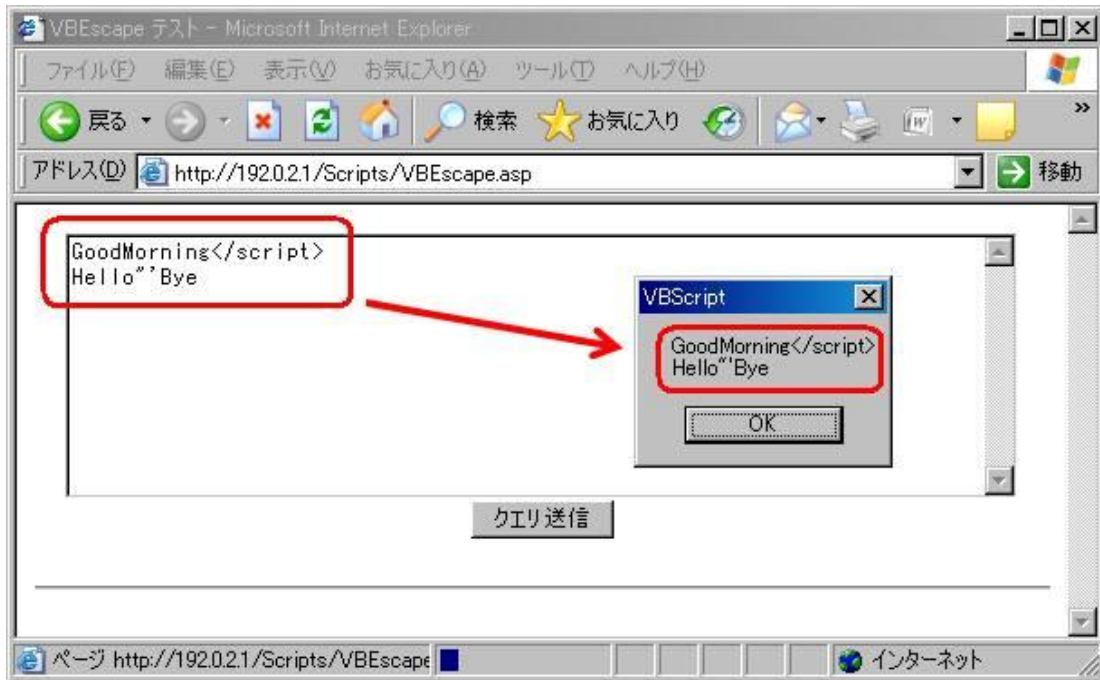 VBEscape テスト - Microsoft Internet Explorer
ファイル(F) 編集(E) 表示(V) お気に入り(A) ツール(T) ヘルプ(H)
戻る 検索 お気に入り »
アドレス(D) http://192.0.2.1/Scripts/VBEscape.asp 移動
GoodMorning</script>
Hello"'Bye
VBScript
GoodMorning</script>
Hello"'Bye
OK
クエリ送信
ページ http://192.0.2.1/Scripts/VBEscape インターネット